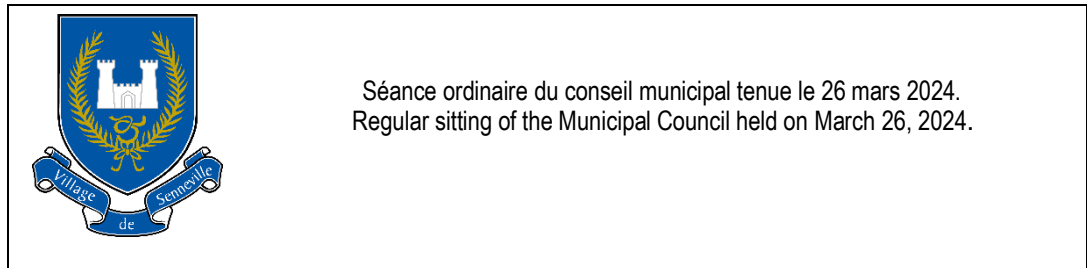 Séance ordinaire du conseil municipal tenue le 26 mars 2024.
Regular sitting of the Municipal Council held on March 26, 2024.
Village
de
Senneville